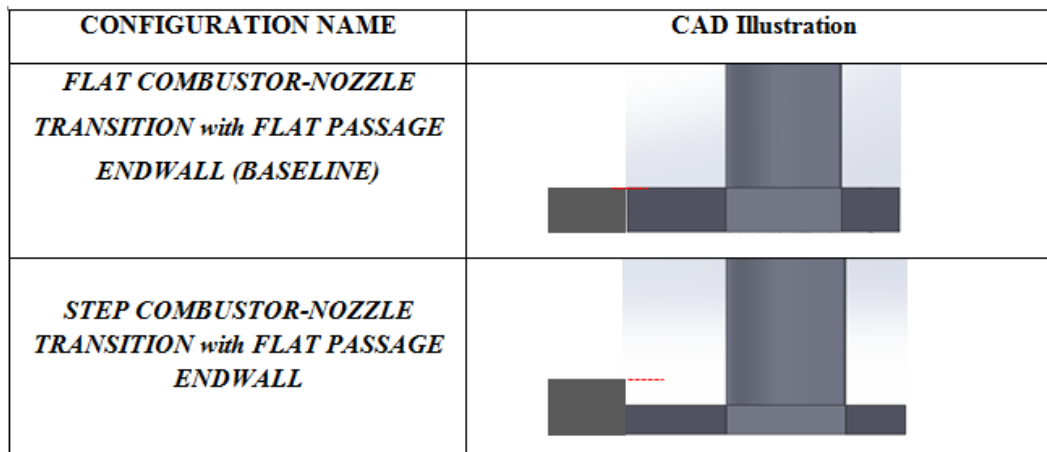 CONFIGURATION NAME
CAD Illustration
FLAT COMBUSTOR-NOZZLE
TRANSITION with FLAT PASSAGE
ENDWALL (BASELINE)
STEP COMBUSTOR-NOZZLE
TRANSITION with FLAT PASSAGE
ENDWALL